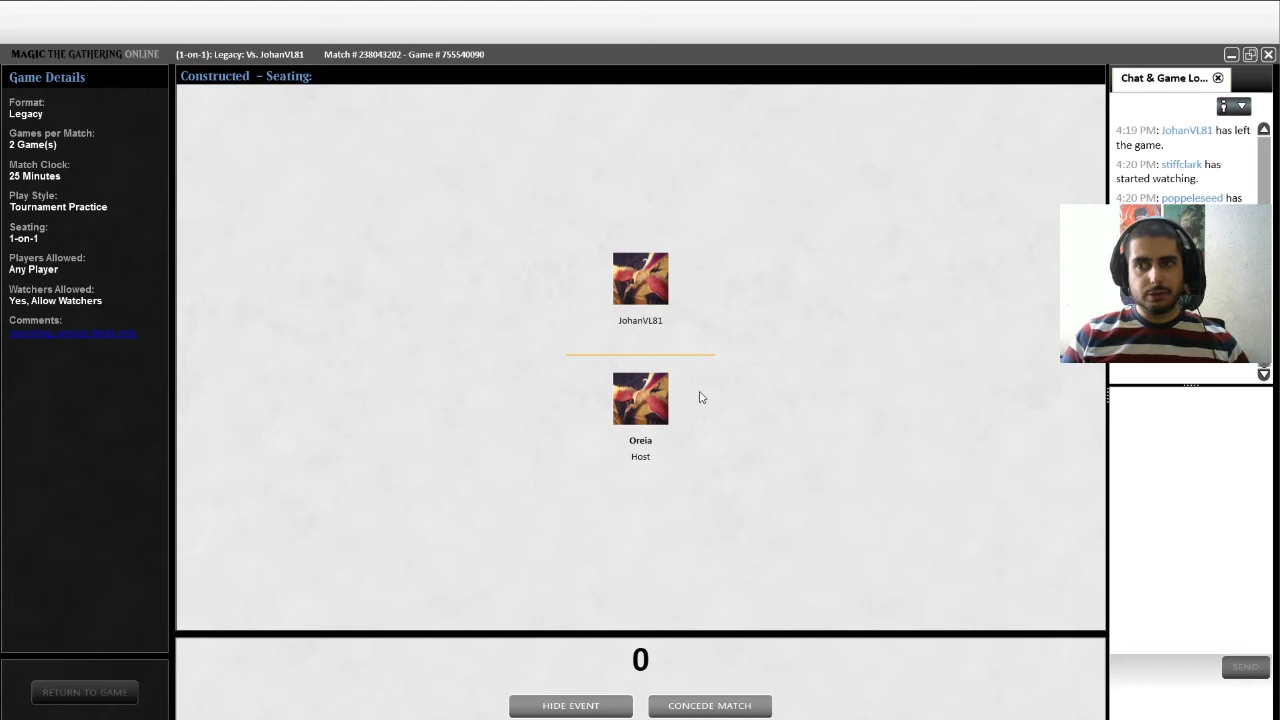 MAGIC THE GATHERING ONLINE
(1-on-1): Legacy: Vs. JohanVL81
Match # 238043202 - Game # 755540090
Game Details
Format:
Legacy
Games per Match:
2 Game(s)
Match Clock:
25 Minutes
Play Style:
Tournament Practice
Seating:
1-on-1
Players Allowed:
Any Player
Watchers Allowed:
Yes, Allow Watchers
Comments:
RETURN TO GAME
Constructed – Seating:
JohanVL81
Oreia
Host
0
HIDE EVENT
CONCEDE MATCH
Chat & Game Lo...
4:19 PM: JohanVL81 has left
the game.
4:20 PM: stiffclark has
started watching.
4:20 PM: poppeleseed has
SEND